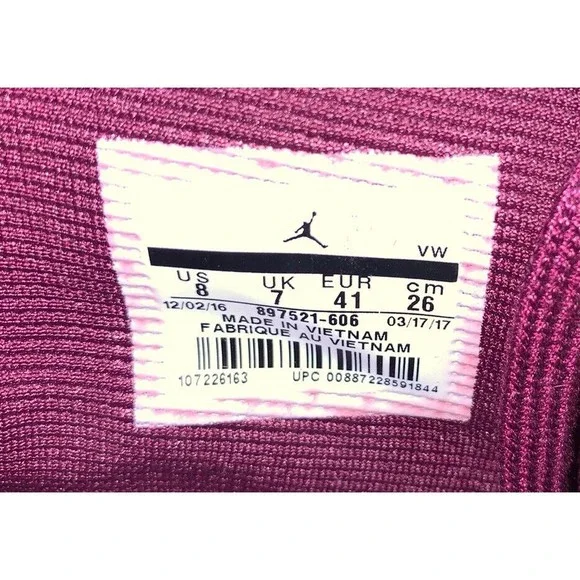 VW
US UK EUR cm
8 7 41 26
12/02/16 897521-606 03/17/17
MADE IN VIETNAM
FABRIQUE AU VIETNAM
107226163 UPC 00887228591844